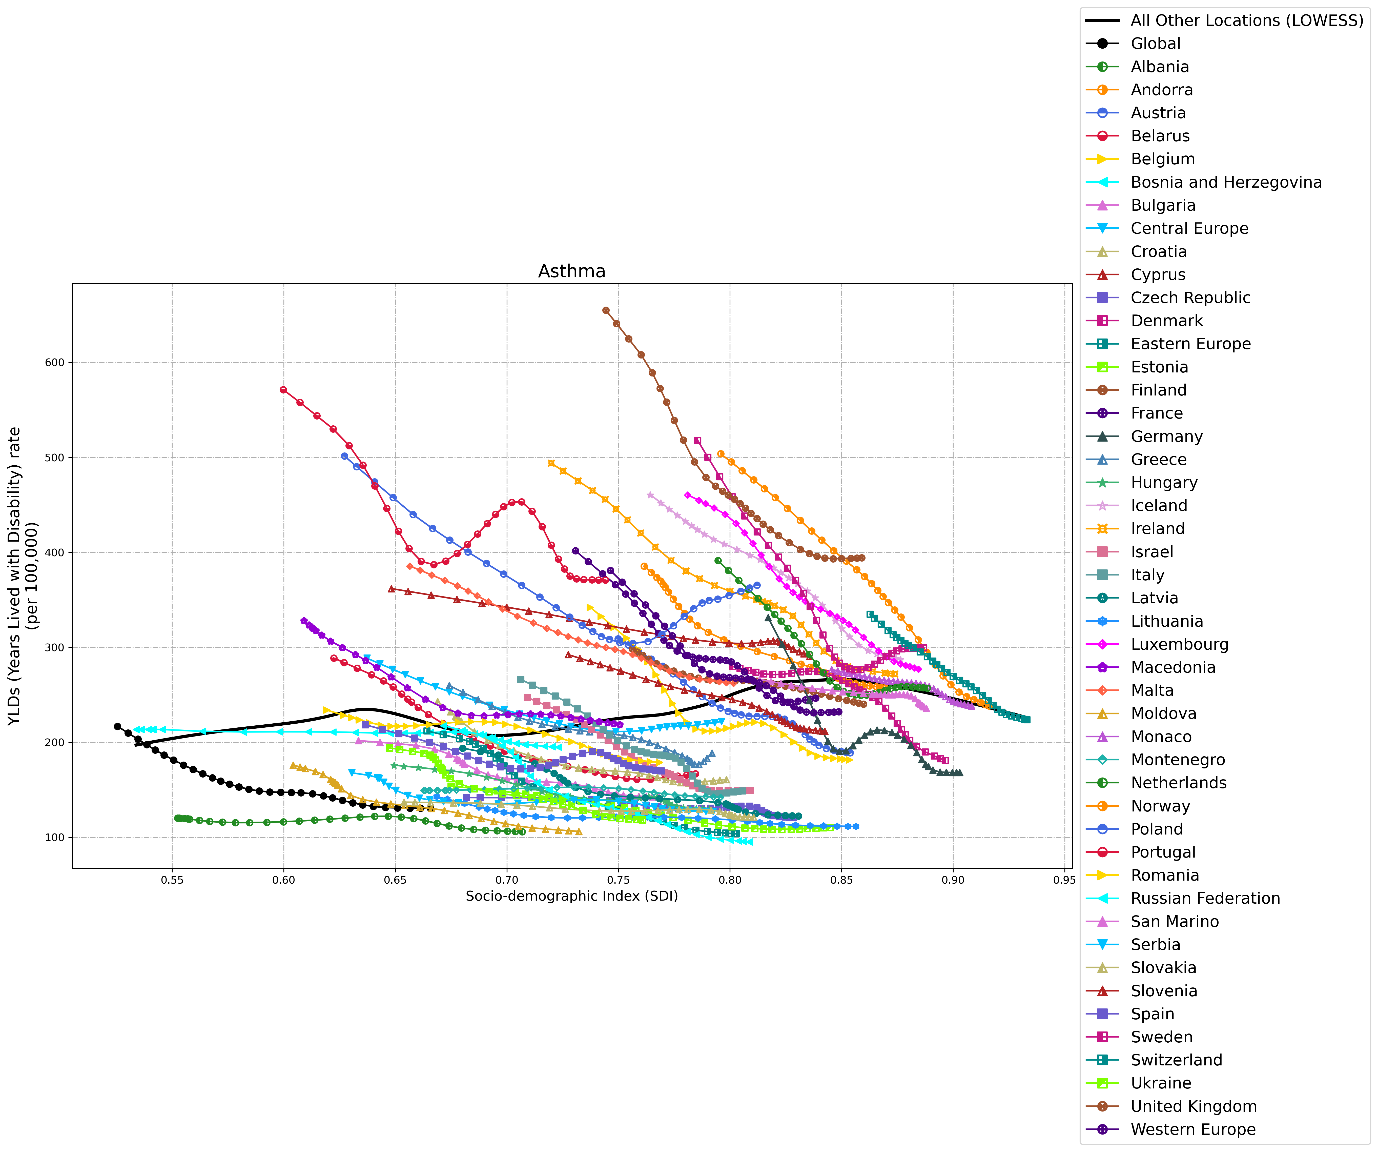 Asthma
YLDs (Years Lived with Disability) rate
(per 100,000)
600
500
400
300
200
100
0.55 0.60 0.65 0.70 0.75 0.80 0.85 0.90 0.95
Socio-demographic Index (SDI)
All Other Locations (LOWESS)
Global
Albania
Andorra
Austria
Belarus
Belgium
Bosnia and Herzegovina
Bulgaria
Central Europe
Croatia
Cyprus
Czech Republic
Denmark
Eastern Europe
Estonia
Finland
France
Germany
Greece
Hungary
Iceland
Ireland
Israel
Italy
Latvia
Lithuania
Luxembourg
Macedonia
Malta
Moldova
Monaco
Montenegro
Netherlands
Norway
Poland
Portugal
Romania
Russian Federation
San Marino
Serbia
Slovakia
Slovenia
Spain
Sweden
Switzerland
Ukraine
United Kingdom
Western Europe